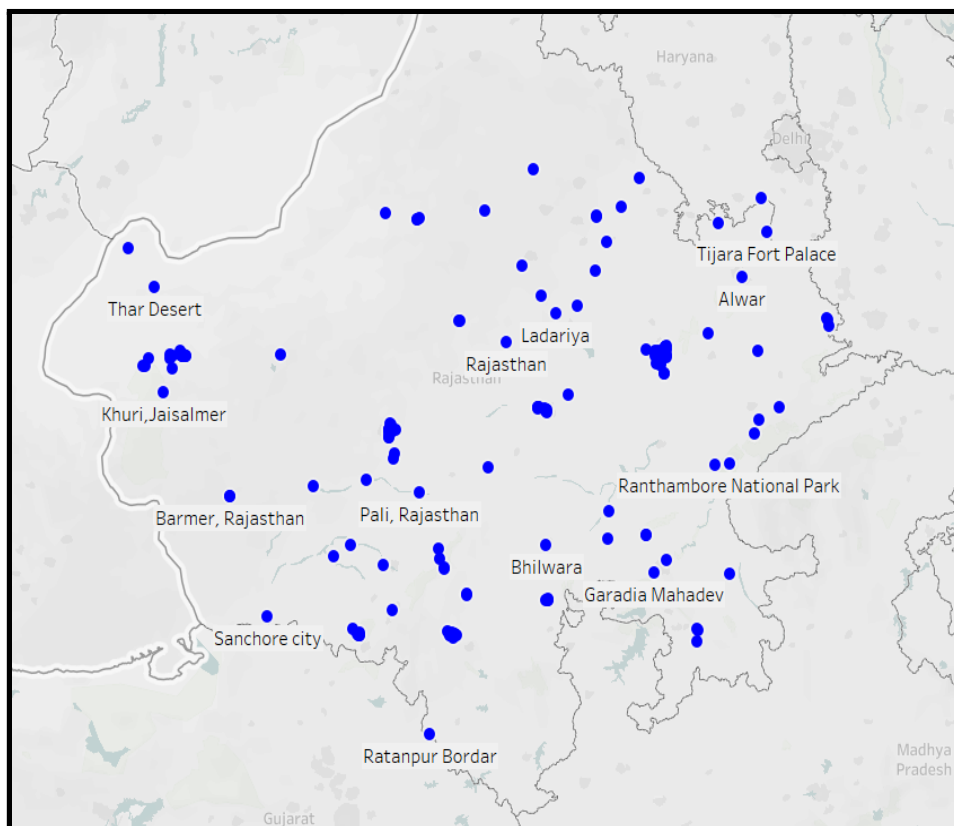 Haryana
Delhi
Tijara Fort Palace
Alwar
Thar Desert
Ladariya
Rajasthan
Rajasthan
Khuri,Jaisalmer
Ranthambore National Park
Barmer, Rajasthan
Pali, Rajasthan
Bhilwara
Garadia Mahadev
Sanchore city
Ratanpur Bordar
Madhya
Pradesh
Gujarat